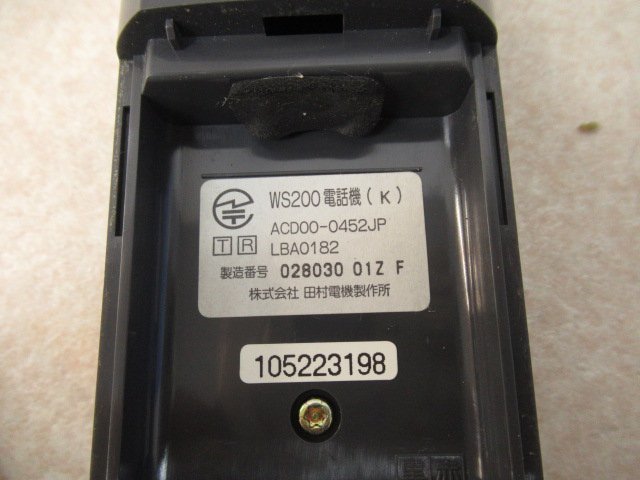 WS200 電話機(K)
ACD00-0452JP
T R LBA0182
製造番号 028030 01Z F
株式会社 田村電機製作所
105223198